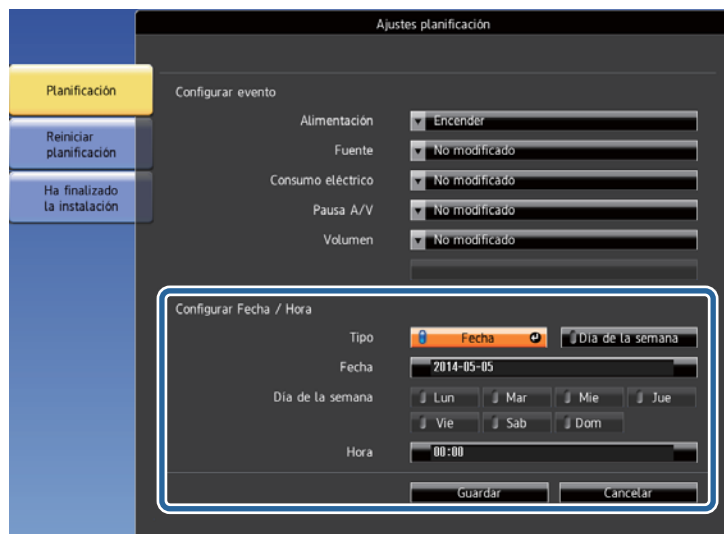 Ajustes planificación
Planificación
Reiniciar
planificación
Ha finalizado
la instalación
Configurar evento
Alimentación Encender
Fuente No modificado
Consumo eléctrico No modificado
Pausa A/V No modificado
Volumen No modificado
Configurar Fecha / Hora
Tipo Fecha Dia de la semana
Fecha 2014-05-05
Dia de la semana Lun Mar Mie Jue
Vie Sab Dom
Hora 00:00
Guardar Cancelar